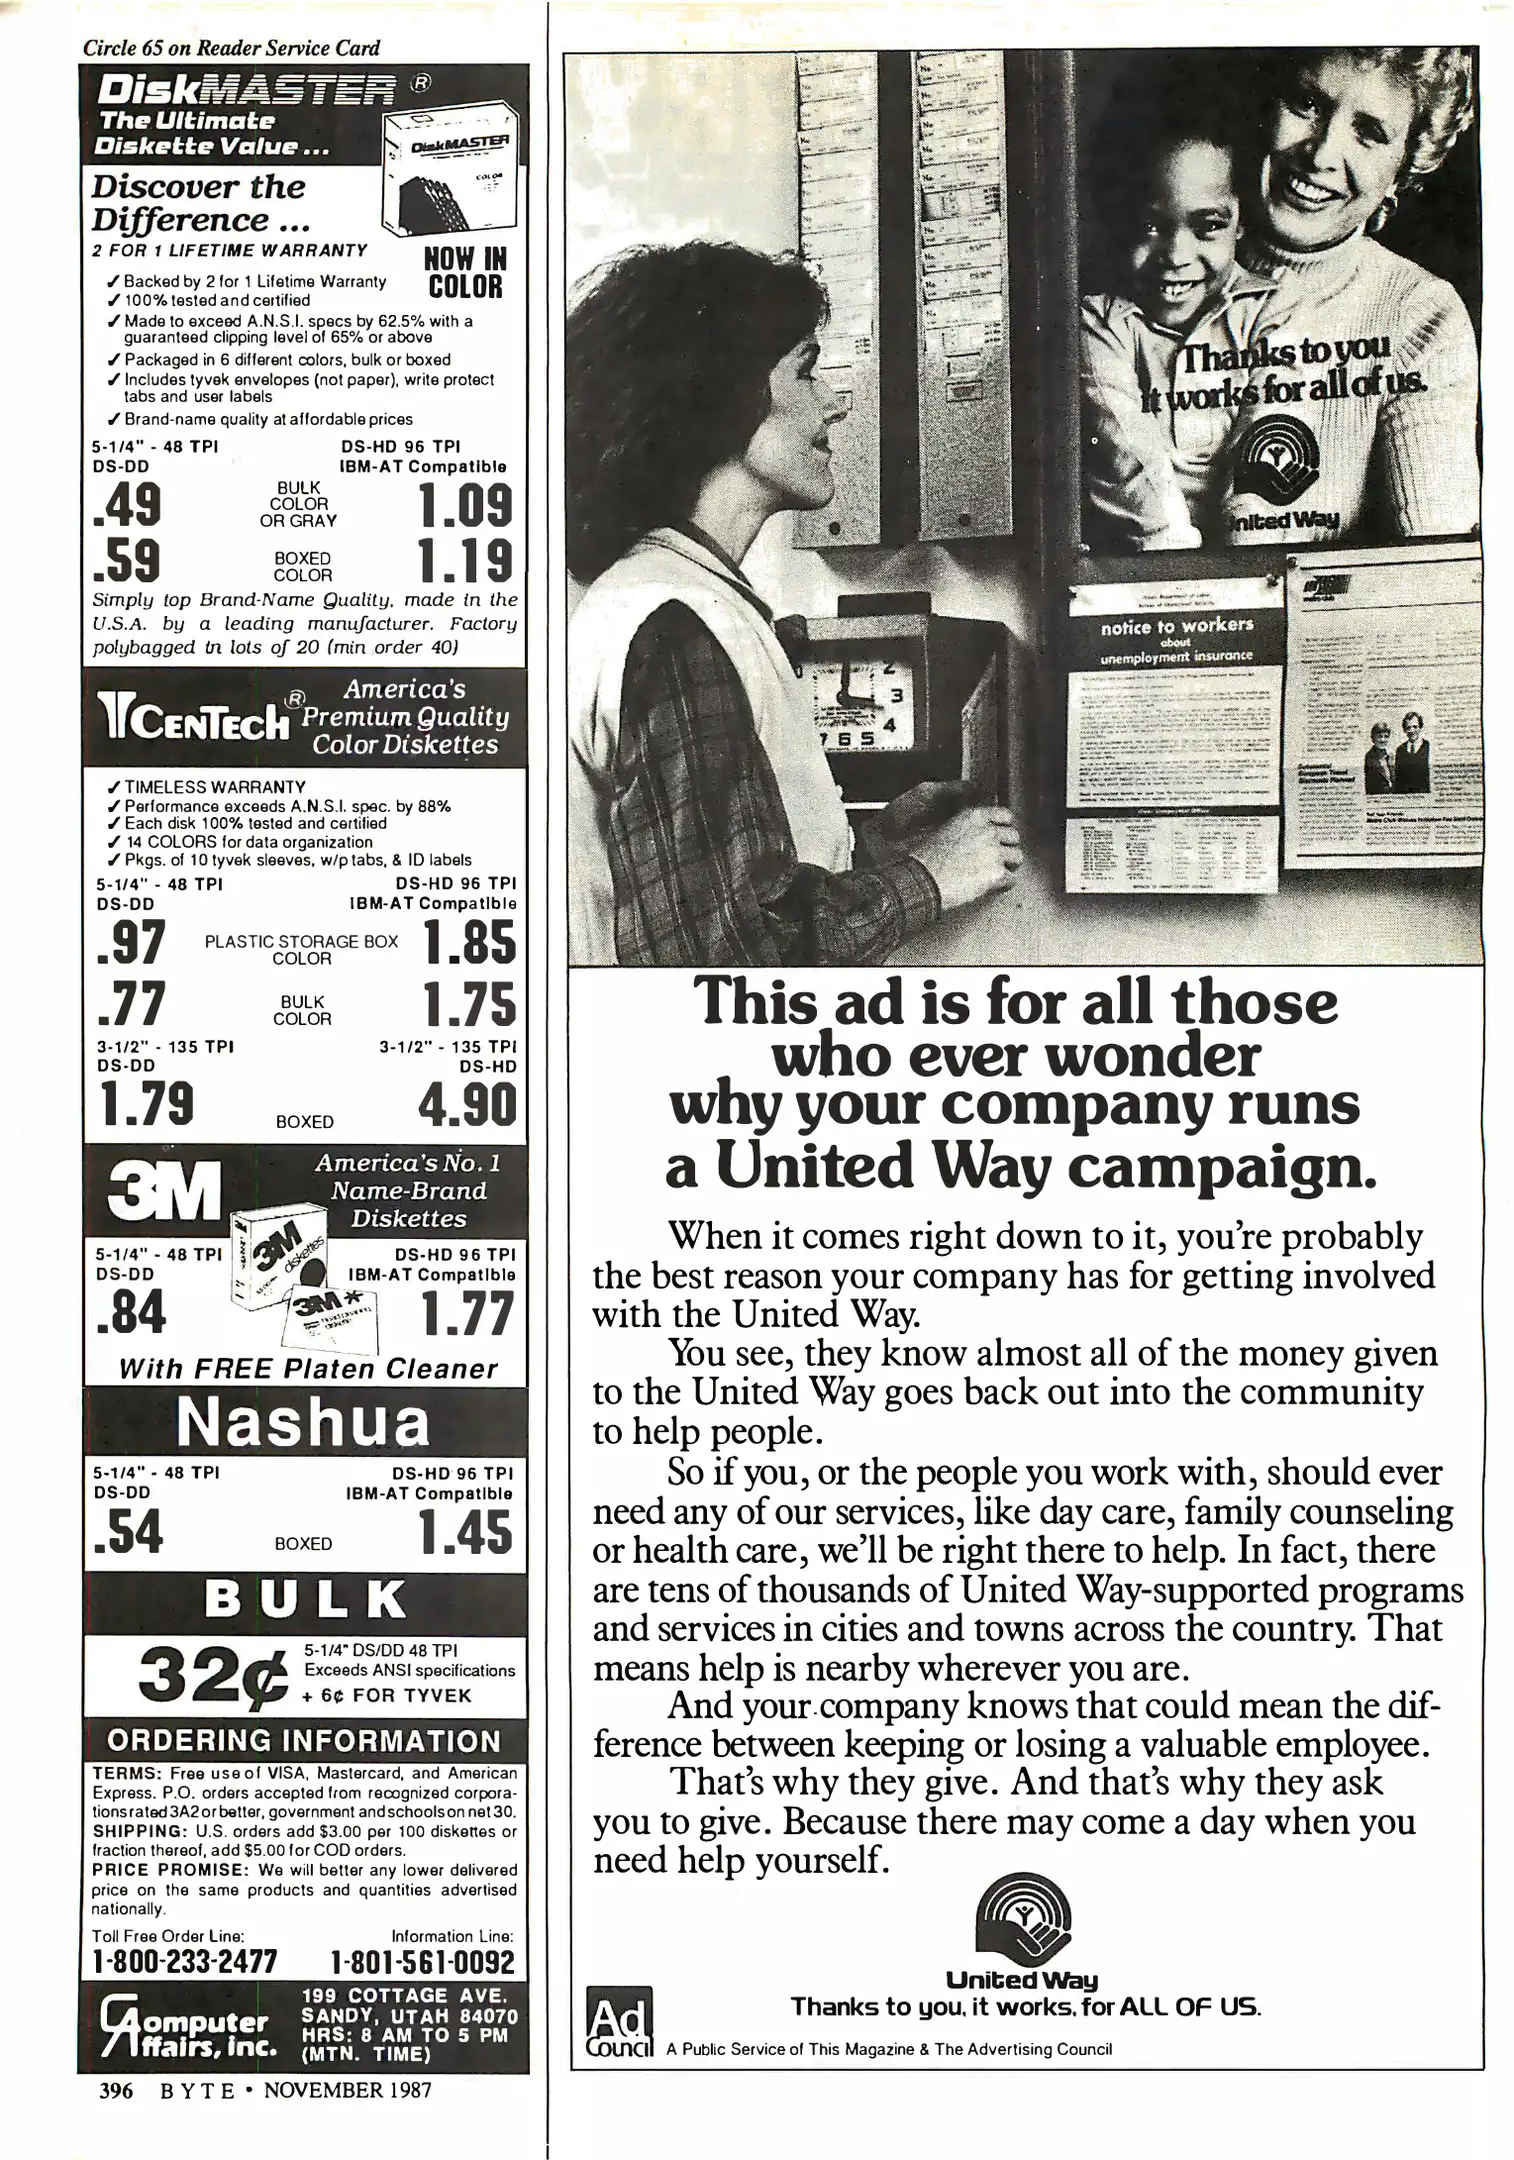 Circle 65 on Reader Service Card
DiskMASTER ®
The Ultimate
Diskette Value ...
DiskMASTER
COLOR
Discover the
Difference ...
2 FOR 1 LIFETIME WARRANTY
NOW IN
COLOR
✓ Backed by 2 for 1 Lifetime Warranty
✓ 100% tested and certified
✓ Made to exceed A.N.S.I. specs by 62.5% with a
guaranteed clipping level of 65% or above
✓ Packaged in 6 different colors, bulk or boxed
✓ Includes tyvek envelopes (not paper), write protect
tabs and user labels
✓ Brand-name quality at affordable prices
5-1/4" - 48 TPI DS-HD 96 TPI
DS-DD IBM-AT Compatible
.49 BULK COLOR OR GRAY 1.09
.59 BOXED COLOR 1.19
Simply top Brand-Name Quality, made in the
U.S.A. by a leading manufacturer. Factory
polybagged in lots of 20 (min order 40)
CENTECH ®
America's
Premium Quality
Color Diskettes
✓ TIMELESS WARRANTY
✓ Performance exceeds A.N.S.I. spec. by 88%
✓ Each disk 100% tested and certified
✓ 14 COLORS for data organization
✓ Pkgs. of 10 tyvek sleeves, w/p tabs, & ID labels
5-1/4" - 48 TPI DS-HD 96 TPI
DS-DD IBM-AT Compatible
.97 PLASTIC STORAGE BOX COLOR 1.85
.77 BULK COLOR 1.75
3-1/2" - 135 TPI 3-1/2" - 135 TPI
DS-DD DS-HD
1.79 BOXED 4.90
3M
America's No. 1
Name-Brand
Diskettes
3M
diskettes
3M
5-1/4" - 48 TPI DS-HD 96 TPI
DS-DD IBM-AT Compatible
.84 1.77
With FREE Platen Cleaner
Nashua
5-1/4" - 48 TPI DS-HD 96 TPI
DS-DD IBM-AT Compatible
.54 BOXED 1.45
BULK
32¢
5-1/4" DS/DD 48 TPI
Exceeds ANSI specifications
+ 6¢ FOR TYVEK
ORDERING INFORMATION
TERMS: Free use of VISA, Mastercard, and American
Express. P.O. orders accepted from recognized corpora-
tions rated 3A2 or better, government and schools on net 30.
SHIPPING: U.S. orders add $3.00 per 100 diskettes or
fraction thereof, add $5.00 for COD orders.
PRICE PROMISE: We will better any lower delivered
price on the same products and quantities advertised
nationally.
Toll Free Order Line: Information Line:
1-800-233-2477 1-801-561-0092
Computer
Affairs, inc.
199 COTTAGE AVE.
SANDY, UTAH 84070
HRS: 8 AM TO 5 PM
(MTN. TIME)
396 BYTE • NOVEMBER 1987
Thanks to you
it works for all of us.
United Way
notice to workers
about
unemployment insurance
2
3
4
7 6 5
This ad is for all those
who ever wonder
why your company runs
a United Way campaign.
When it comes right down to it, you're probably
the best reason your company has for getting involved
with the United Way.
You see, they know almost all of the money given
to the United Way goes back out into the community
to help people.
So if you, or the people you work with, should ever
need any of our services, like day care, family counseling
or health care, we'll be right there to help. In fact, there
are tens of thousands of United Way-supported programs
and services in cities and towns across the country. That
means help is nearby wherever you are.
And your company knows that could mean the dif-
ference between keeping or losing a valuable employee.
That's why they give. And that's why they ask
you to give. Because there may come a day when you
need help yourself.
United Way
Thanks to you, it works, for ALL OF US.
Ad
Council
A Public Service of This Magazine & The Advertising Council